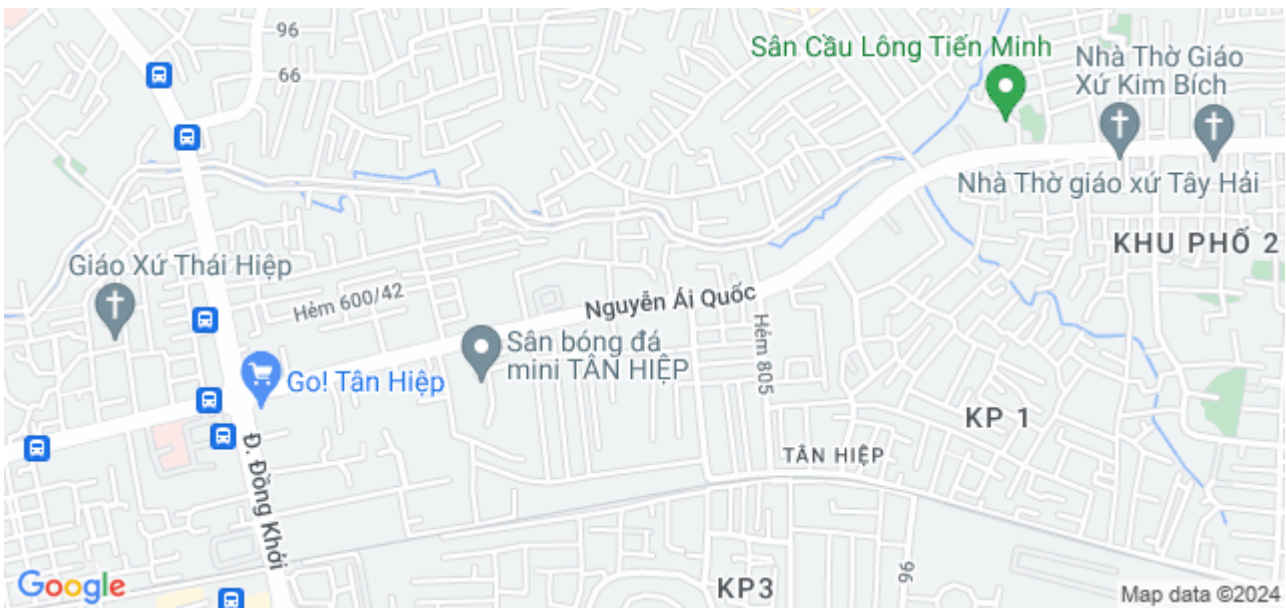 96
66
Sân Cầu Lông Tiến Minh
Nhà Thờ Giáo
Xứ Kim Bích
Nhà Thờ giáo xứ Tây Hải
KHU PHỐ 2
Giáo Xứ Thái Hiệp
Hẻm 600/42
Nguyễn Ái Quốc
Sân bóng đá
mini TÂN HIỆP
Hẻm 805
Go! Tân Hiệp
KP 1
TÂN HIỆP
Đ. Đồng Khởi
KP3
96
Google
Map data ©2024